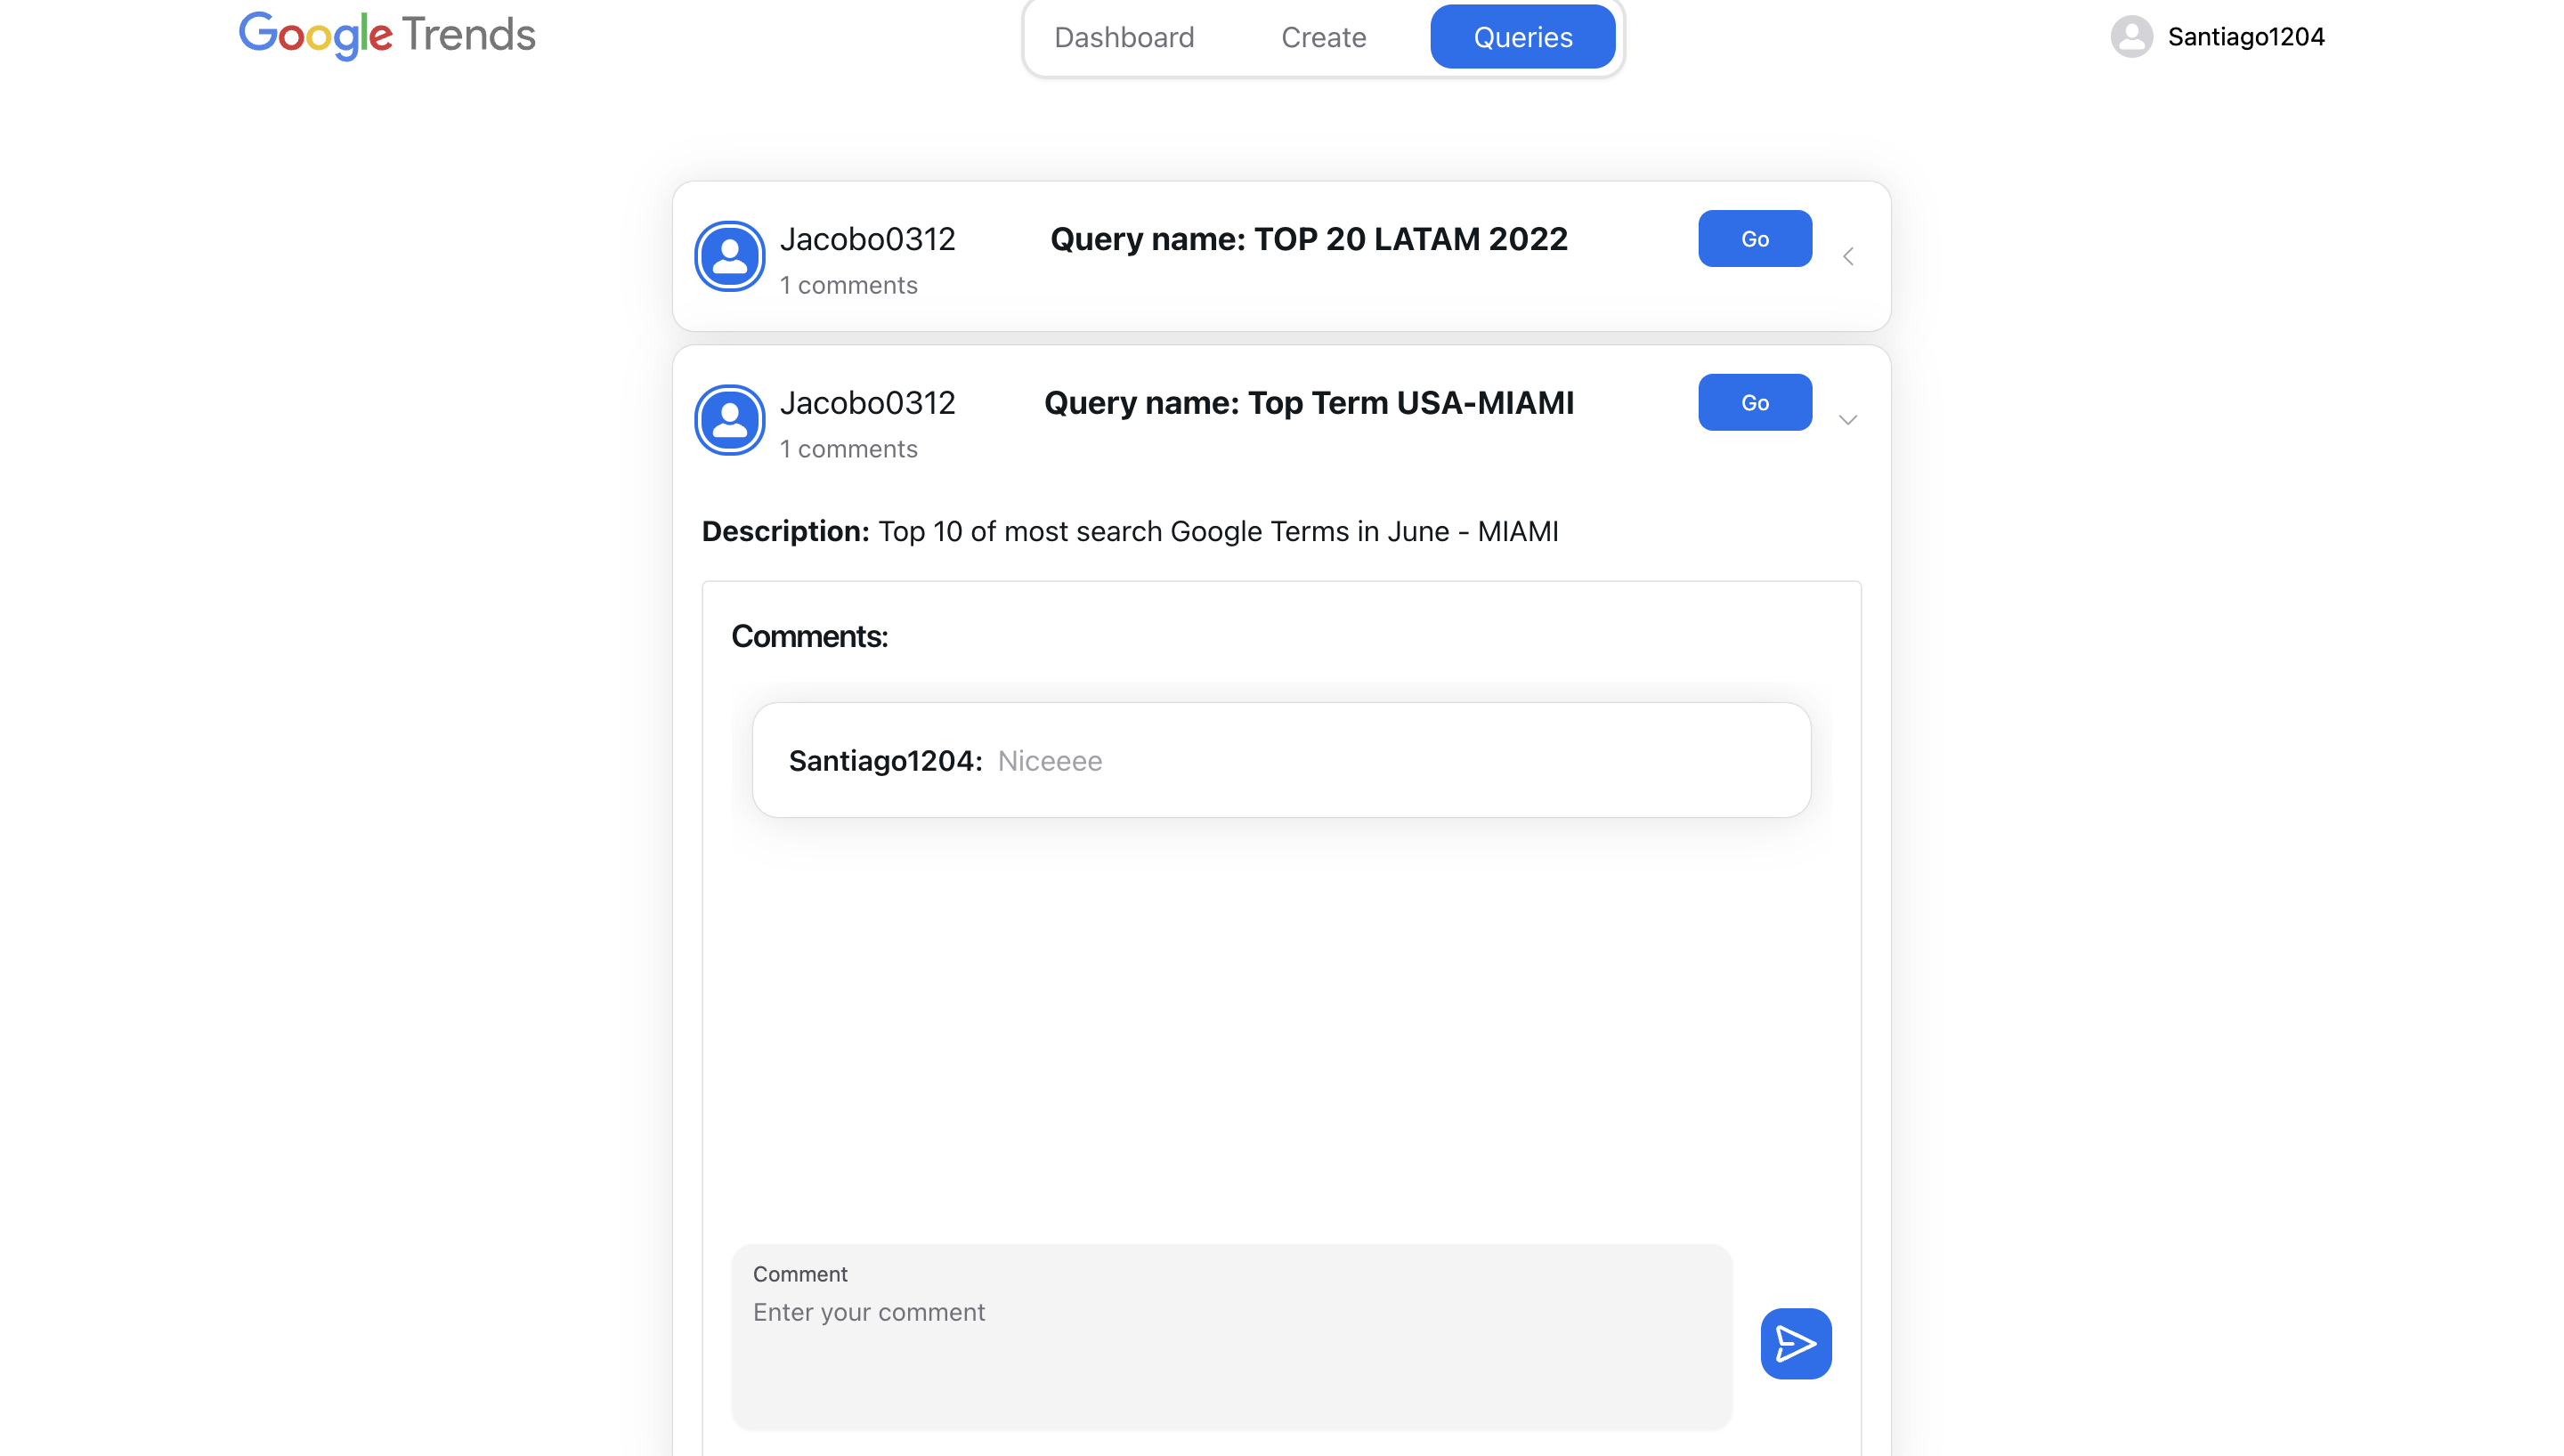 Google Trends
Dashboard Create Queries
Santiago1204
Jacobo0312
1 comments
Query name: TOP 20 LATAM 2022
Go
Jacobo0312
1 comments
Query name: Top Term USA-MIAMI
Go
Description: Top 10 of most search Google Terms in June - MIAMI
Comments:
Santiago1204: Niceeee
Comment
Enter your comment